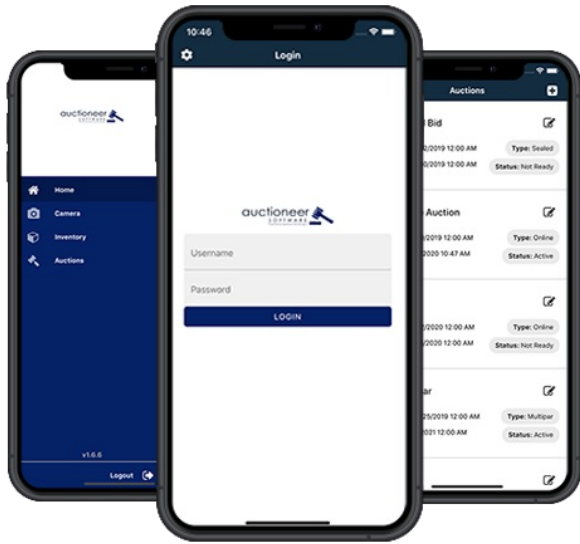 auctioneer
SOFTWARE
Home
Camera
Inventory
Auctions
v1.6.6
Logout
10:46
Login
auctioneer
SOFTWARE
Username
Password
LOGIN
Auctions
Bid
2/2019 12:00 AM
Type: Sealed
0/2019 12:00 AM
Status: Not Ready
Auction
/2019 12:00 AM
Type: Online
2020 10:47 AM
Status: Active
/2020 12:00 AM
Type: Online
/2020 12:00 AM
Status: Not Ready
ar
25/2019 12:00 AM
Type: Multipar
2021 12:00 AM
Status: Active